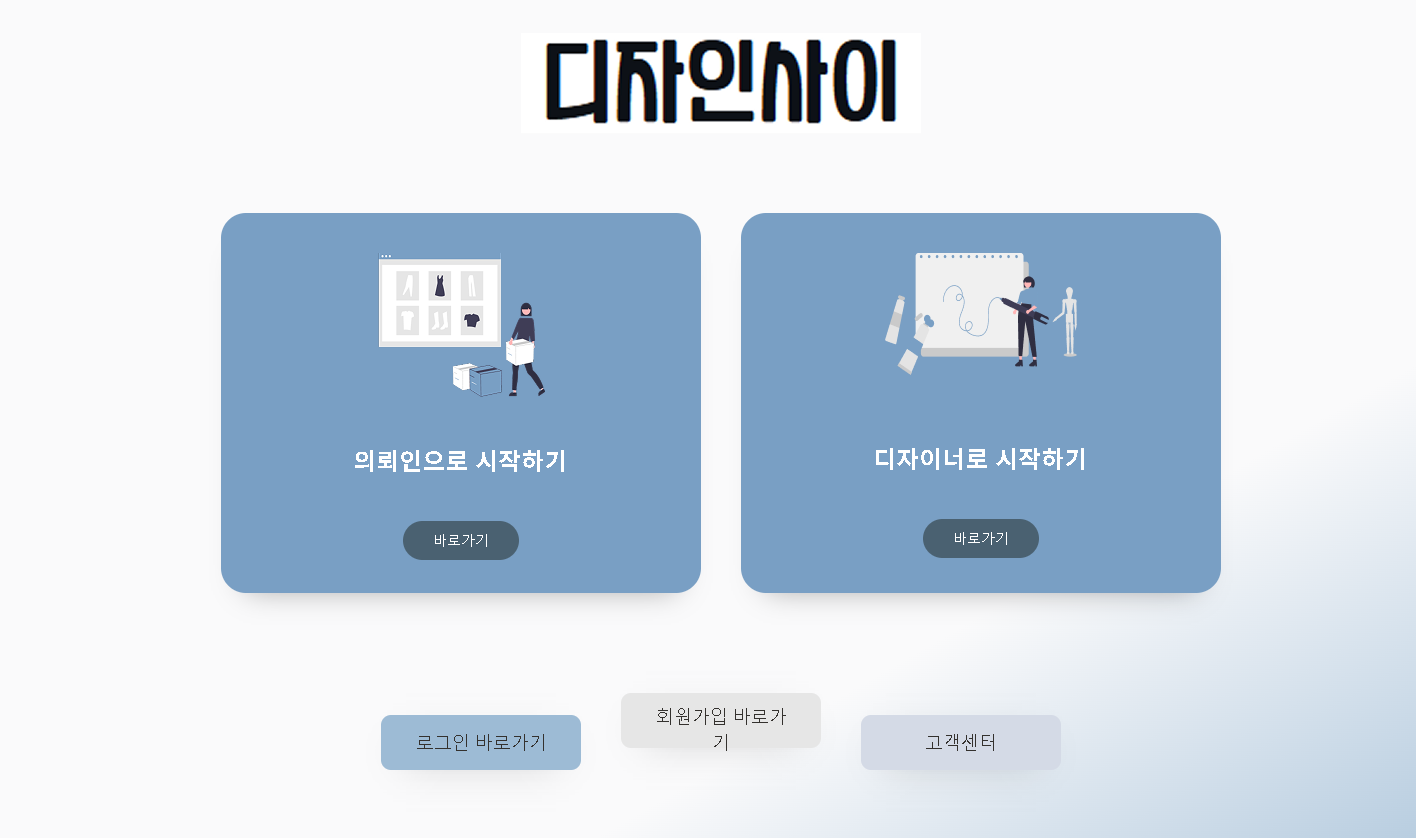 디자인사이
의뢰인으로 시작하기
디자이너로 시작하기
바로가기
바로가기
로그인 바로가기
회원가입 바로가
기
고객센터